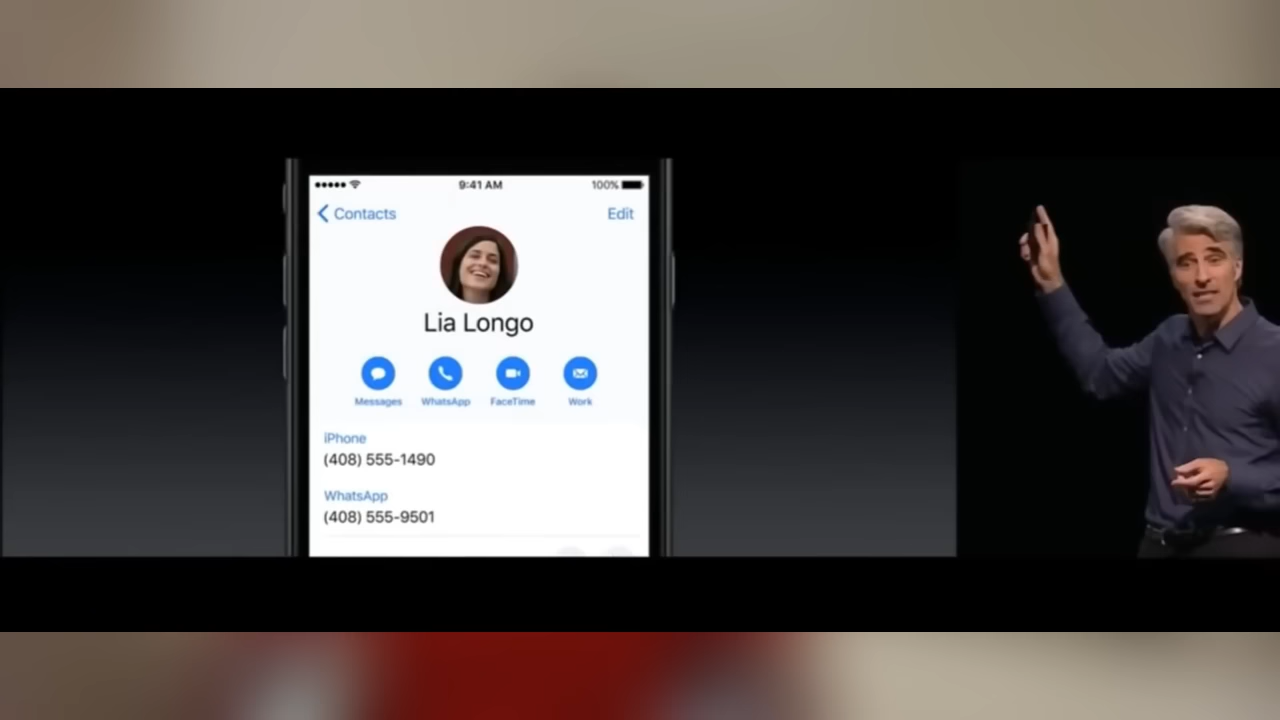 9:41 AM 100%
Contacts Edit
Lia Longo
Messages WhatsApp FaceTime Work
iPhone
(408) 555-1490
WhatsApp
(408) 555-9501